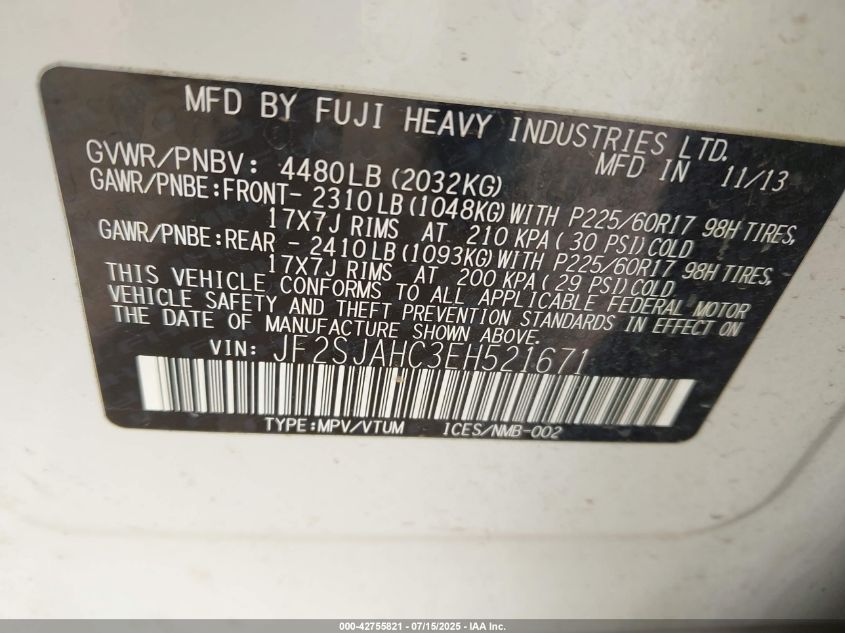 MFD BY FUJI HEAVY INDUSTRIES LTD.
MFD IN 11/13
GVWR/PNBV: 4480LB(2032KG)
GAWR/PNBE:FRONT- 2310LB(1048KG)WITH P225/60R17 98H TIRES,
17X7J RIMS AT 210 KPA(30 PSI)COLD
GAWR/PNBE:REAR - 2410LB(1093KG)WITH P225/60R17 98H TIRES,
17X7J RIMS AT 200 KPA(29 PSI)COLD
THIS VEHICLE CONFORMS TO ALL APPLICABLE FEDERAL MOTOR
VEHICLE SAFETY AND THEFT PREVENTION STANDARDS IN EFFECT ON
THE DATE OF MANUFACTURE SHOWN ABOVE.
VIN: JF2SJAHC3EH521671
TYPE:MPV/VTUM ICES/NMB-002
000-42755821 - 07/15/2025 - IAA Inc.